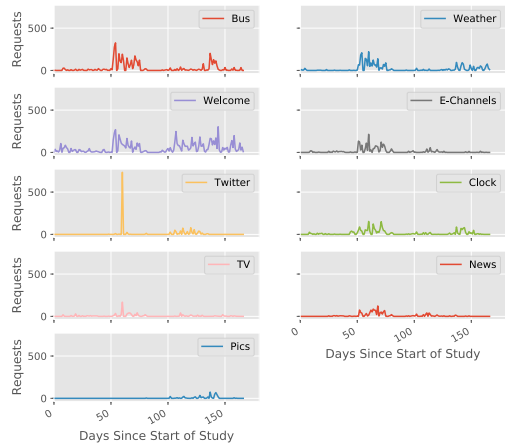 Requests
500
0
Bus
Weather
Requests
500
0
Welcome
E-Channels
Requests
500
0
Twitter
Clock
Requests
500
0
TV
News
0
50
100
150
Days Since Start of Study
Requests
500
0
Pics
0
50
100
150
Days Since Start of Study